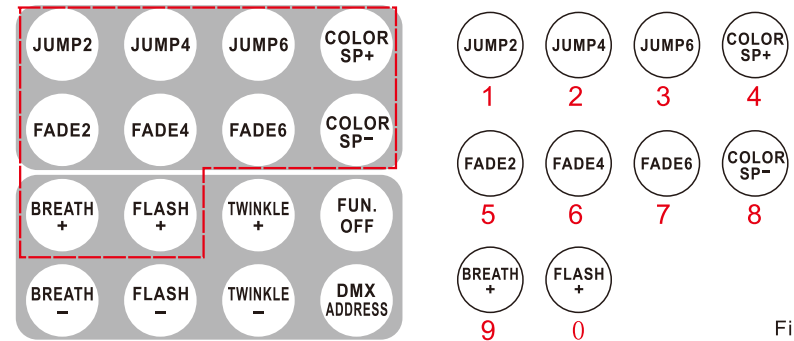 JUMP2 JUMP4 JUMP6 COLOR SP+
FADE2 FADE4 FADE6 COLOR SP−
BREATH + FLASH + TWINKLE + FUN. OFF
BREATH − FLASH − TWINKLE − DMX ADDRESS
JUMP2 JUMP4 JUMP6 COLOR SP+
1 2 3 4
FADE2 FADE4 FADE6 COLOR SP−
5 6 7 8
BREATH + FLASH +
9 0
Fi